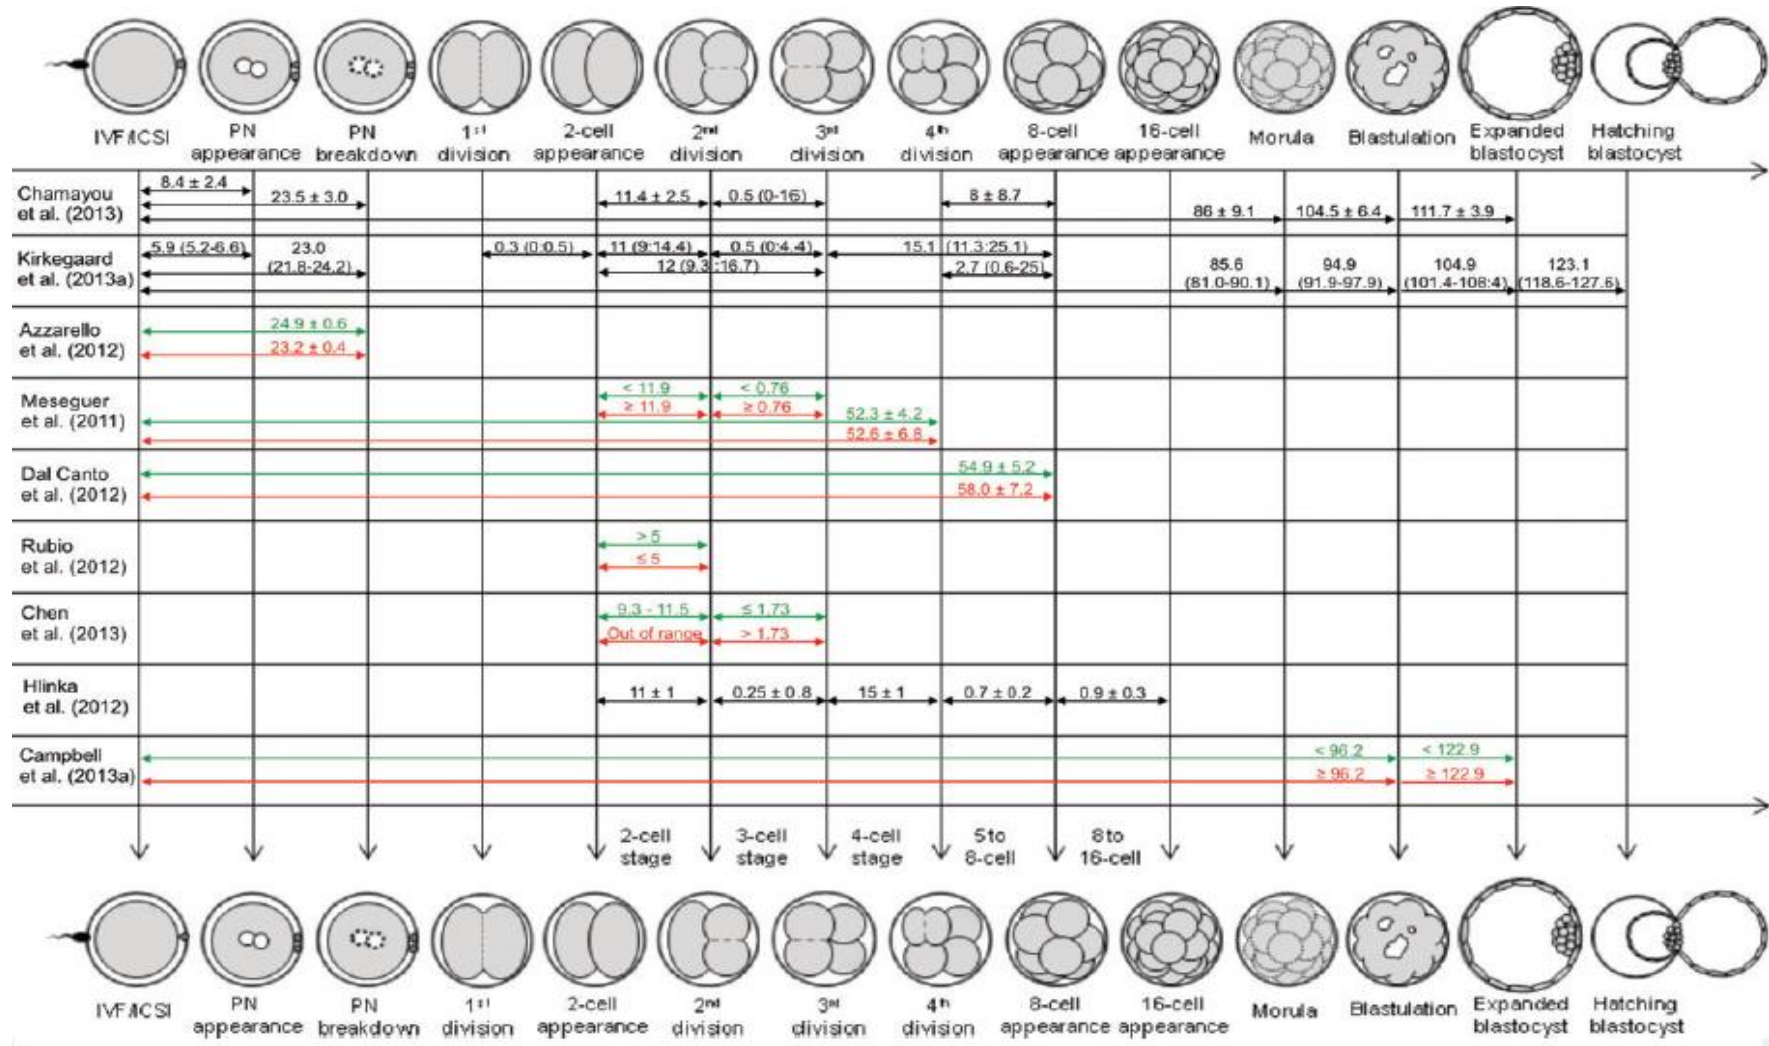 IVF/ICSI
PN
appearance
PN
breakdown
1st
division
2-cell
appearance
2nd
division
3rd
division
4th
division
8-cell
appearance
16-cell
appearance
Morula
Blastulation
Expanded
blastocyst
Hatching
blastocyst
Chamayou
et al. (2013)
8.4 ± 2.4
23.5 ± 3.0
11.4 ± 2.5
0.5 (0-16)
8 ± 8.7
86 ± 9.1
104.5 ± 6.4
111.7 ± 3.9
Kirkegaard
et al. (2013a)
5.9 (5.2-6.6)
23.0
(21.8-24.2)
0.3 (0:0.5)
11 (9:14.4)
0.5 (0:4.4)
15.1 (11.3:25.1)
12 (9.3:16.7)
2.7 (0.6-25)
85.6
(81.0-90.1)
94.9
(91.9-97.9)
104.9
(101.4-108:4)
123.1
(118.6-127.6)
Azzarello
et al. (2012)
24.9 ± 0.6
23.2 ± 0.4
Meseguer
et al. (2011)
< 11.9
< 0.76
≥ 11.9
≥ 0.76
52.3 ± 4.2
52.6 ± 6.8
Dal Canto
et al. (2012)
54.9 ± 5.2
58.0 ± 7.2
Rubio
et al. (2012)
> 5
≤ 5
Chen
et al. (2013)
9.3 - 11.5
≤ 1.73
Out of range
> 1.73
Hlinka
et al. (2012)
11 ± 1
0.25 ± 0.8
15 ± 1
0.7 ± 0.2
0.9 ± 0.3
Campbell
et al. (2013a)
< 96.2
< 122.9
≥ 96.2
≥ 122.9
2-cell
stage
3-cell
stage
4-cell
stage
5 to
8-cell
8 to
16-cell
IVF/ICSI
PN
appearance
PN
breakdown
1st
division
2-cell
appearance
2nd
division
3rd
division
4th
division
8-cell
appearance
16-cell
appearance
Morula
Blastulation
Expanded
blastocyst
Hatching
blastocyst